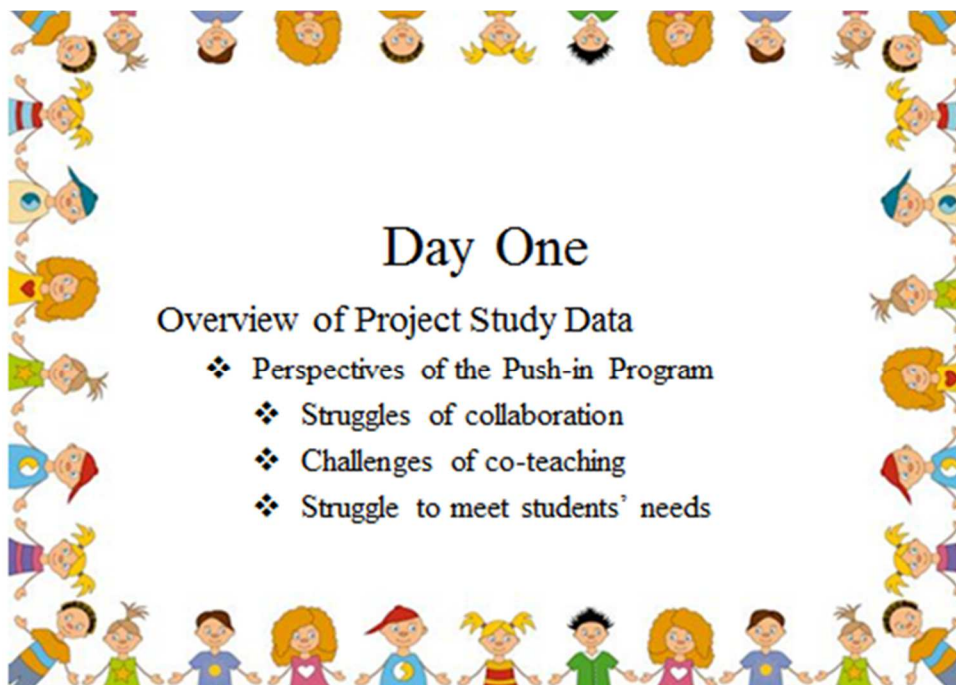 Day One
Overview of Project Study Data
❖ Perspectives of the Push-in Program
❖ Struggles of collaboration
❖ Challenges of co-teaching
❖ Struggle to meet students’ needs